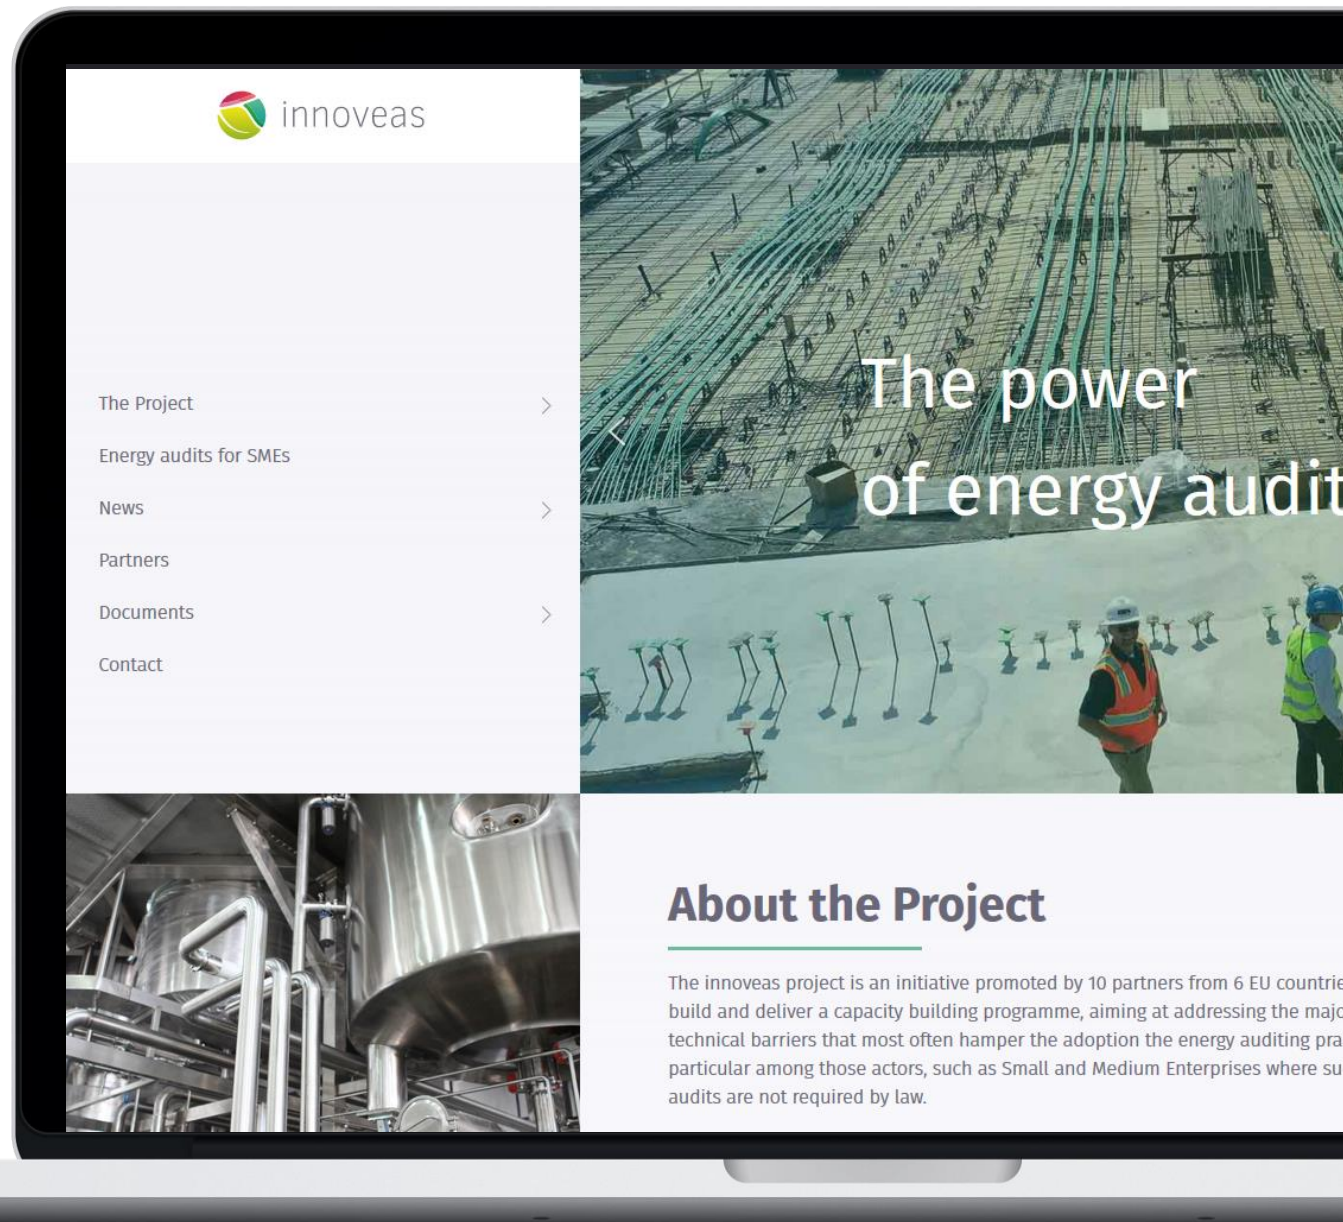 innoveas
The Project
Energy audits for SMEs
News
Partners
Documents
Contact
The power
of energy audit
About the Project
The innoveas project is an initiative promoted by 10 partners from 6 EU countrie
build and deliver a capacity building programme, aiming at addressing the majo
technical barriers that most often hamper the adoption the energy auditing pra
particular among those actors, such as Small and Medium Enterprises where su
audits are not required by law.